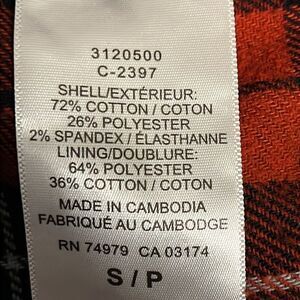 3120500
C-2397
SHELL/EXTÉRIEUR:
72% COTTON / COTON
26% POLYESTER
2% SPANDEX / ÉLASTHANNE
LINING/DOUBLURE:
64% POLYESTER
36% COTTON / COTON
MADE IN CAMBODIA
FABRIQUÉ AU CAMBODGE
RN 74979 CA 03174
S / P